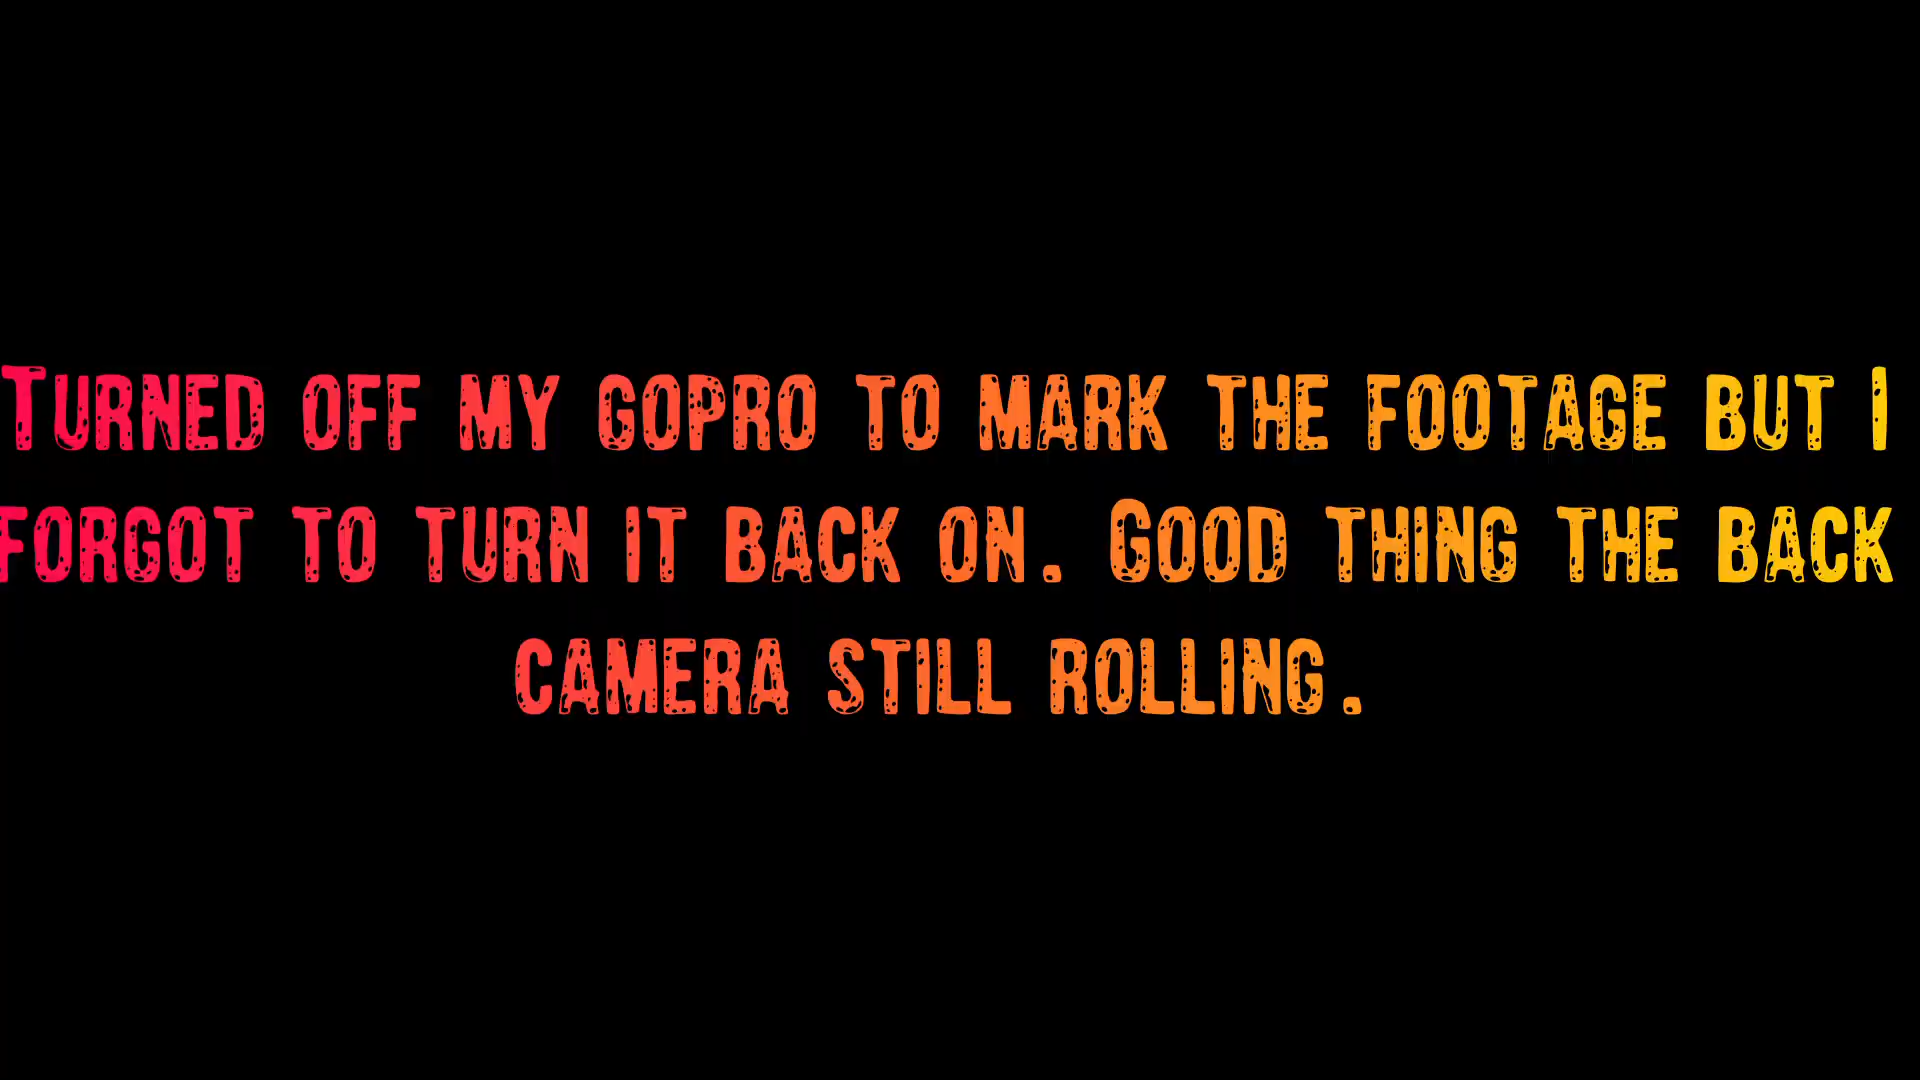 Turned off my gopro to mark the footage but I
forgot to turn it back on. Good thing the back
camera still rolling.